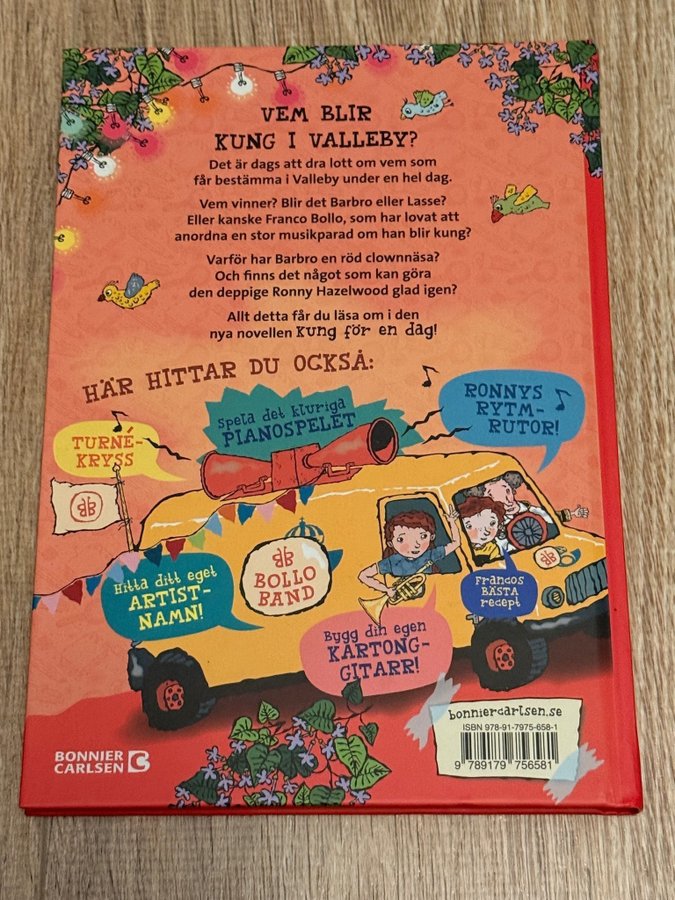 VEM BLIR
KUNG I VALLEBY?
Det är dags att dra lott om vem som
får bestämma i Valleby under en hel dag.
Vem vinner? Blir det Barbro eller Lasse?
Eller kanske Franco Bollo, som har lovat att
anordna en stor musikparad om han blir kung?
Varför har Barbro en röd clownnäsa?
Och finns det något som kan göra
den deppige Ronny Hazelwood glad igen?
Allt detta får du läsa om i den
nya novellen Kung för en dag!
HÄR HITTAR DU OCKSÅ:
Spela det kluriga
PIANOSPELET
RONNYS
RYTM-
RUTOR!
TURNÉ-
KRYSS
BB
BOLLO
BAND
Hitta ditt eget
ARTIST-
NAMN!
Francos
BÄSTA
recept
Bygg din egen
KARTONG-
GITARR!
bonniercarlsen.se
ISBN 978-91-7975-658-1
9 789179 756581
BONNIER
CARLSEN